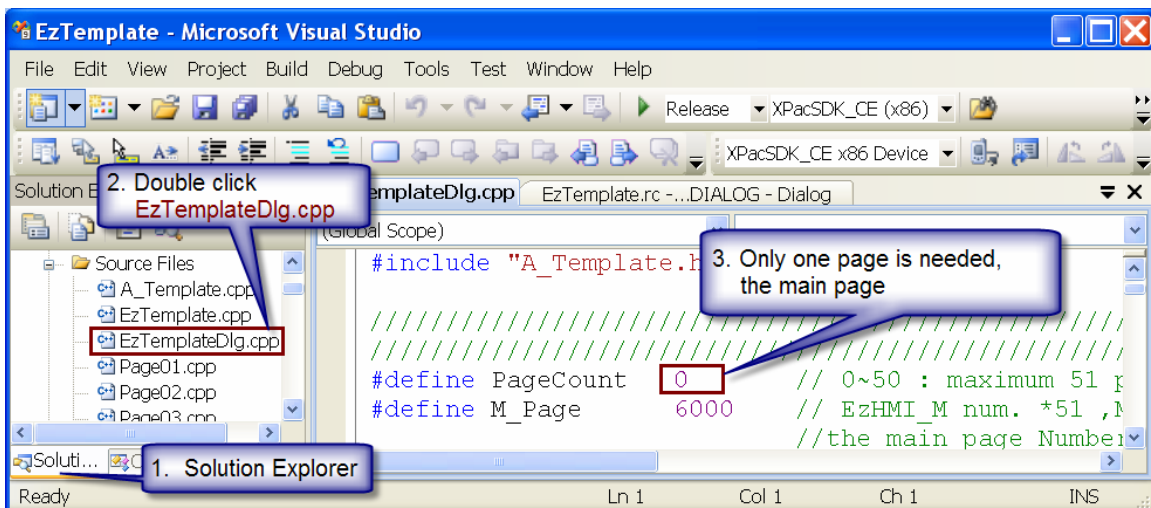 EzTemplate - Microsoft Visual Studio
File Edit View Project Build Debug Tools Test Window Help
Release XPacSDK_CE (x86)
XPacSDK_CE x86 Device
Solution E
2. Double click
EzTemplateDlg.cpp
emplateDlg.cpp EzTemplate.rc -...DIALOG - Dialog
(Global Scope)
Source Files
A_Template.cpp
EzTemplate.cpp
EzTemplateDlg.cpp
Page01.cpp
Page02.cpp
Page03.cpp
#include "A_Template.h
3. Only one page is needed,
the main page
////////////////////////////////////////////
////////////////////////////////////////////
#define PageCount 0 // 0~50 : maximum 51 p
#define M_Page 6000 // EzHMI_M num. *51 ,M
//the main page Number
Soluti... C
1. Solution Explorer
Ready Ln 1 Col 1 Ch 1 INS